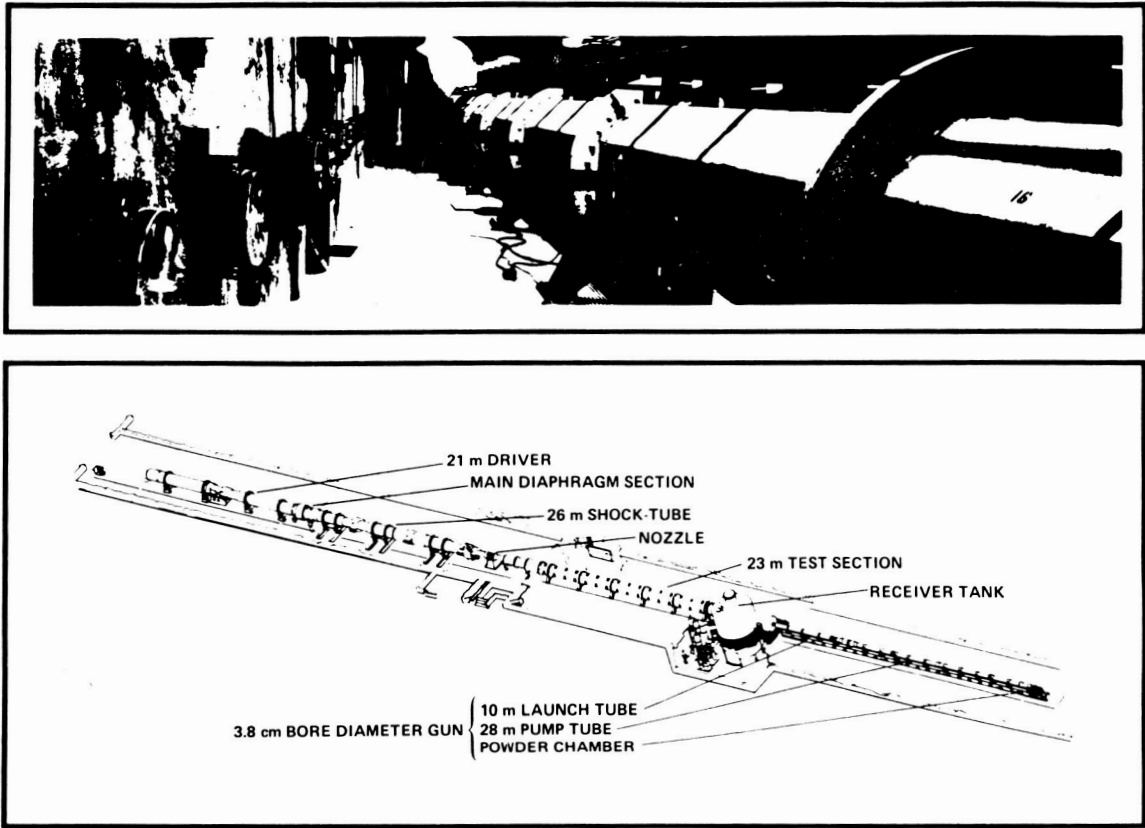 16
21 m DRIVER
MAIN DIAPHRAGM SECTION
26 m SHOCK-TUBE
NOZZLE
23 m TEST SECTION
RECEIVER TANK
3.8 cm BORE DIAMETER GUN
10 m LAUNCH TUBE
28 m PUMP TUBE
POWDER CHAMBER